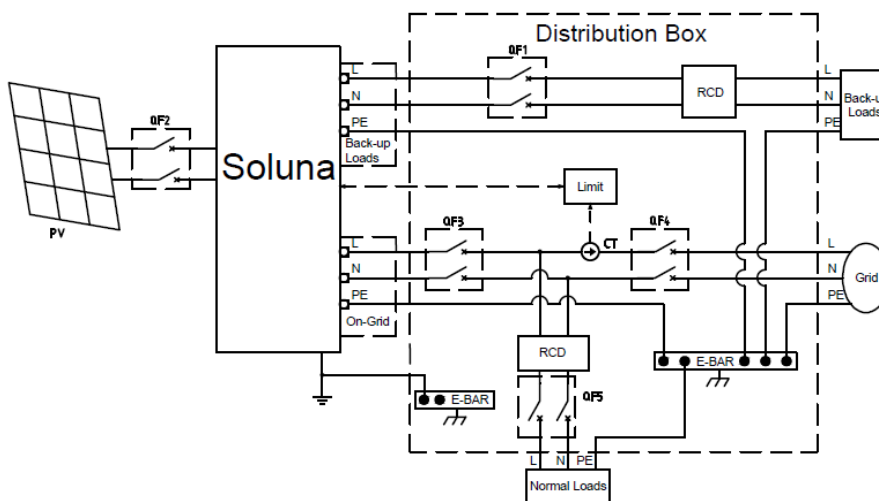 Distribution Box
QF1
L
N
PE
Back-up
Loads
RCD
L
N
PE
Back-up
Loads
QF2
PV
Soluna
Limit
QF3
CT
QF4
L
N
PE
On-Grid
L
N
PE
Grid
RCD
E-BAR
E-BAR
QF5
L
N
PE
Normal Loads